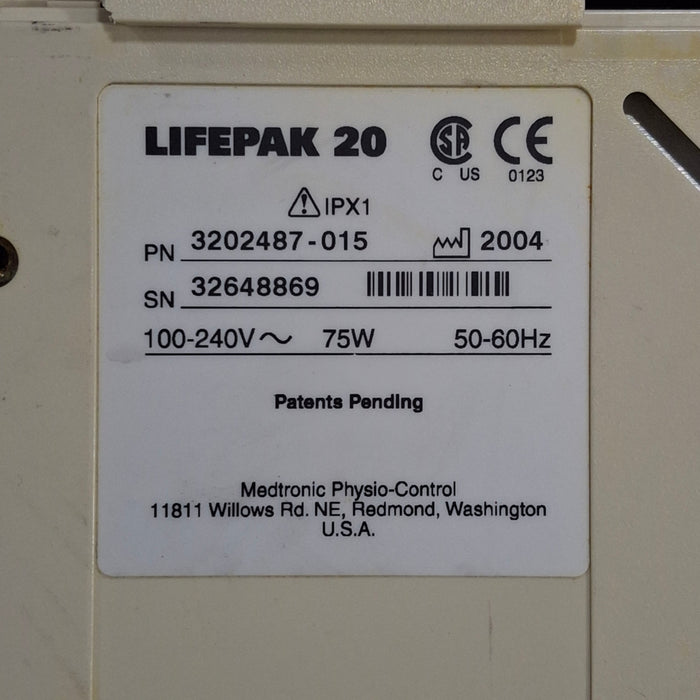 LIFEPAK 20
C US 0123
IPX1
PN 3202487-015 2004
SN 32648869
100-240V~ 75W 50-60Hz
Patents Pending
Medtronic Physio-Control
11811 Willows Rd. NE, Redmond, Washington
U.S.A.